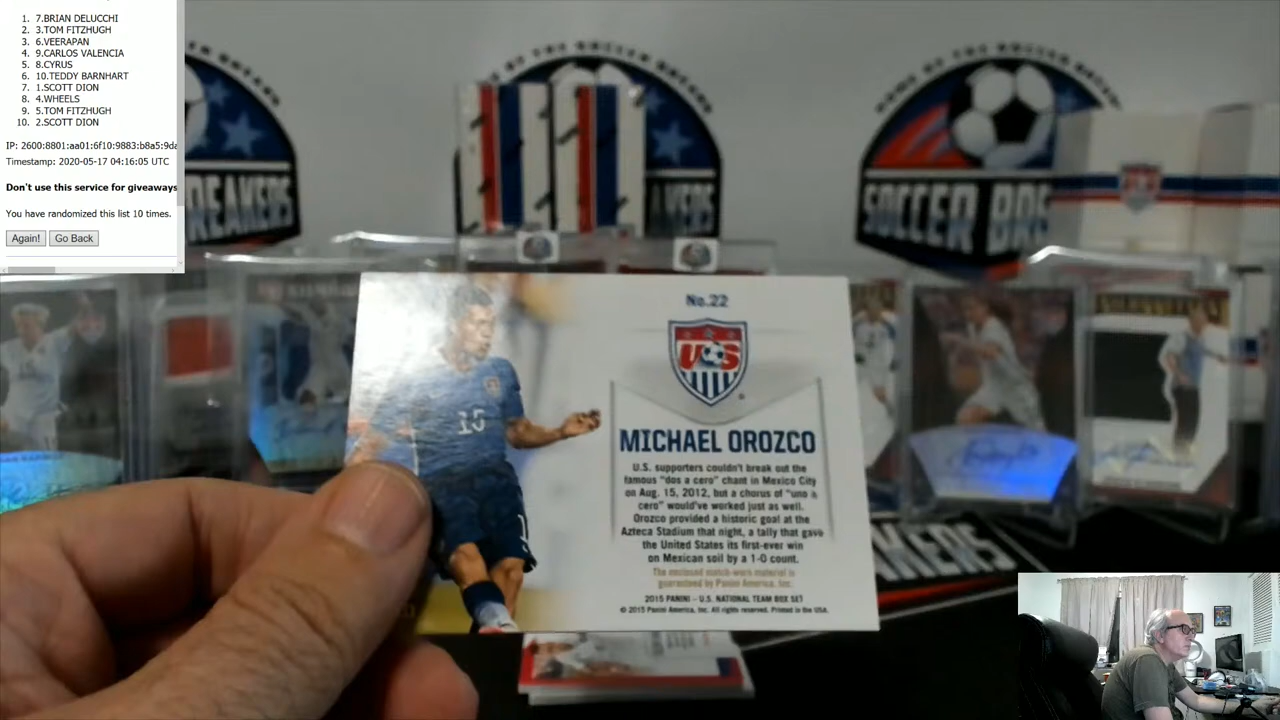 1. 7.BRIAN DELUCCHI
2. 3.TOM FITZHUGH
3. 6.VEERAPAN
4. 9.CARLOS VALENCIA
5. 8.CYRUS
6. 10.TEDDY BARNHART
7. 1.SCOTT DION
8. 4.WHEELS
9. 5.TOM FITZHUGH
10. 2.SCOTT DION
IP: 2600:8801:aa01:6f10:9883:b8a5:9da
Timestamp: 2020-05-17 04:16:05 UTC
Don't use this service for giveaways
You have randomized this list 10 times.
Again! Go Back
BREAKERS
AKERS
SOCCER BRE
No.22
US
15
MICHAEL OROZCO
U.S. supporters couldn't break out the
famous "dos a cero" chant in Mexico City
on Aug. 15, 2012, but a chorus of "uno a
cero" would've worked just as well.
Orozco provided a historic goal at the
Azteca Stadium that night, a tally that gave
the United States its first-ever win
on Mexican soil by a 1-0 count.
The enclosed match-worn material is
guaranteed by Panini America, Inc.
2015 PANINI – U.S. NATIONAL TEAM BOX SET
© 2015 Panini America, Inc. All rights reserved. Printed in the USA.
AKERS